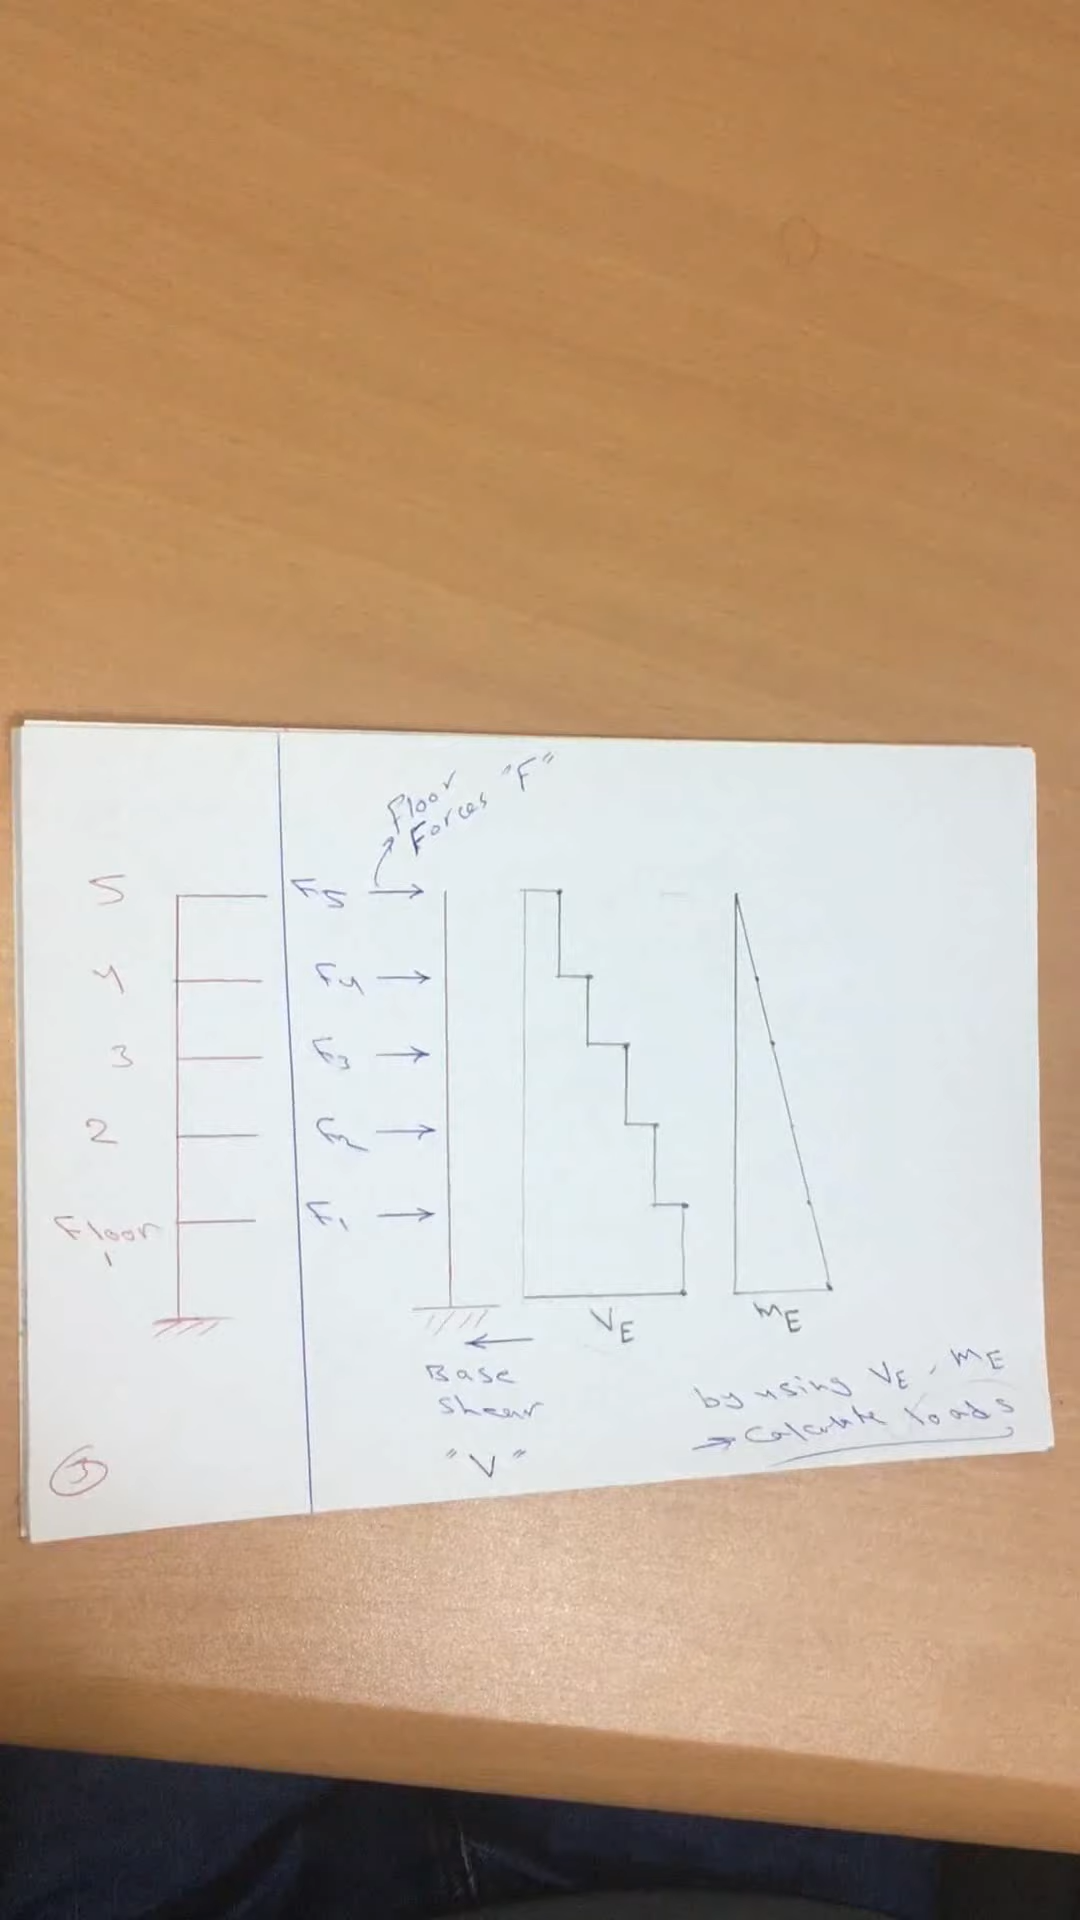 Floor
Forces "F"
5
F5
4
F4
3
F3
2
F2
Floor
1
F1
VE
ME
Base
Shear
"V"
by using VE, ME
→ Calculate loads
3